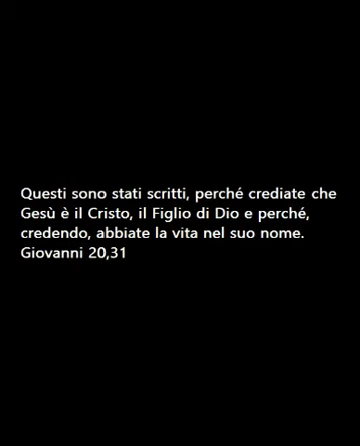 Questi sono stati scritti, perché crediate che
Gesù è il Cristo, il Figlio di Dio e perché,
credendo, abbiate la vita nel suo nome.
Giovanni 20,31